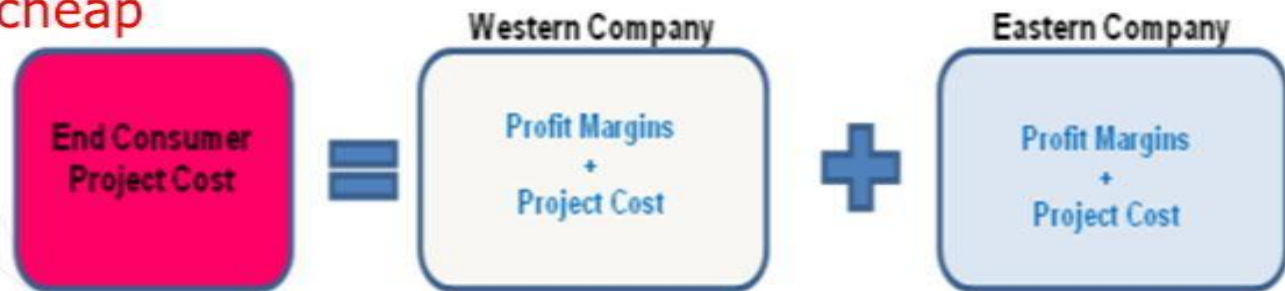 cheap
Western Company
Eastern Company
End Consumer
Project Cost
=
Profit Margins
+
Project Cost
+
Profit Margins
+
Project Cost